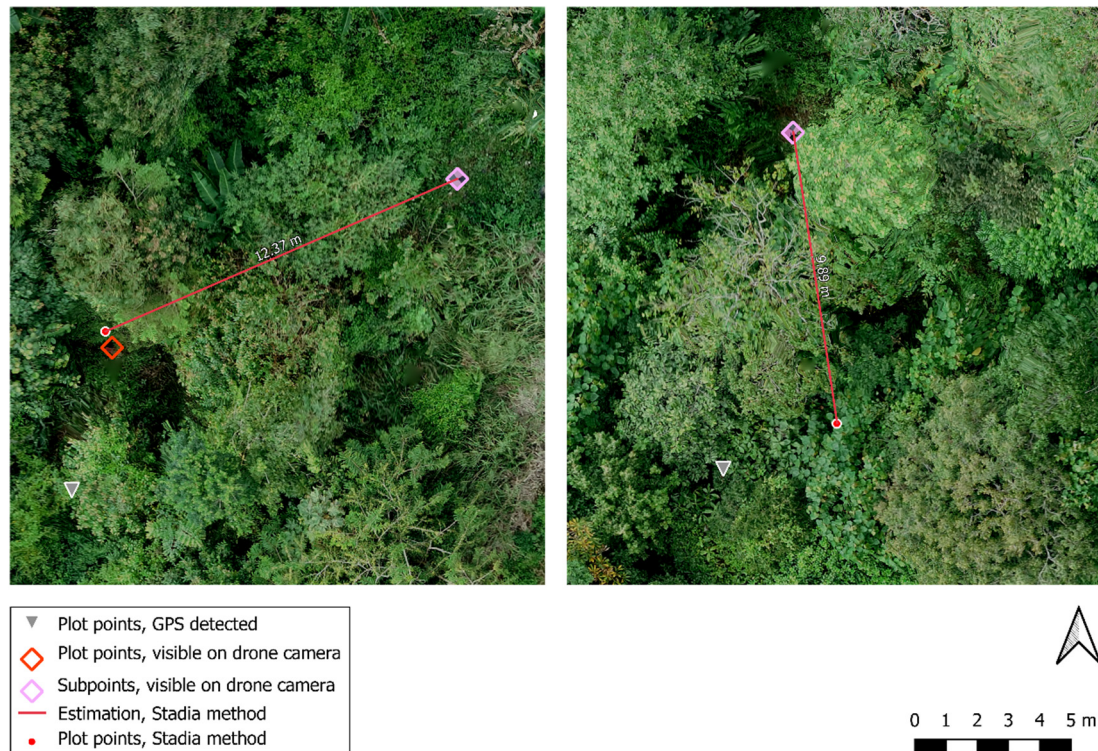 12.37 m
9.89 m
Plot points, GPS detected
Plot points, visible on drone camera
Subpoints, visible on drone camera
Estimation, Stadia method
Plot points, Stadia method
0 1 2 3 4 5 m